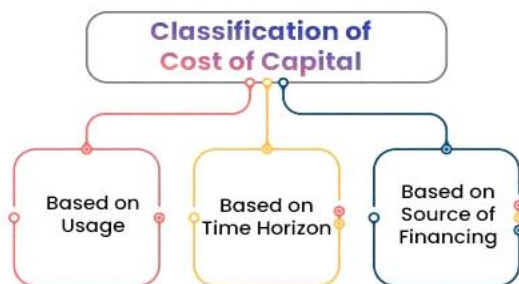 Classification of
Cost of Capital
Based on
Usage
Based on
Time Horizon
Based on
Source of
Financing